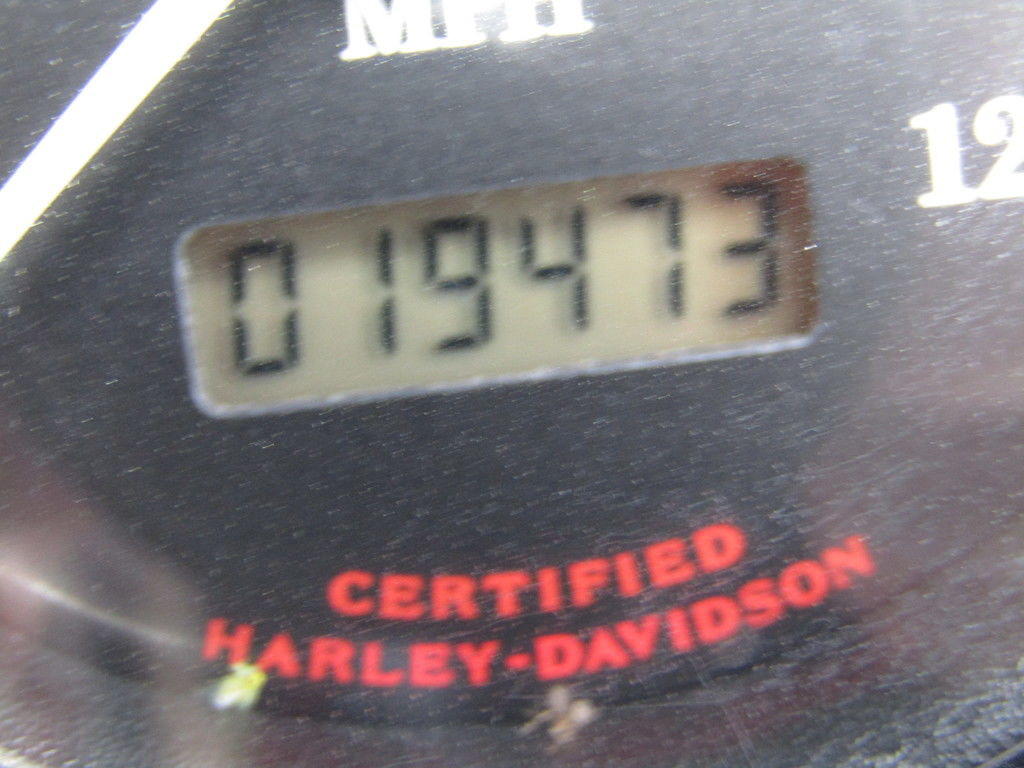 MPH
12
019473
CERTIFIED
HARLEY-DAVIDSON